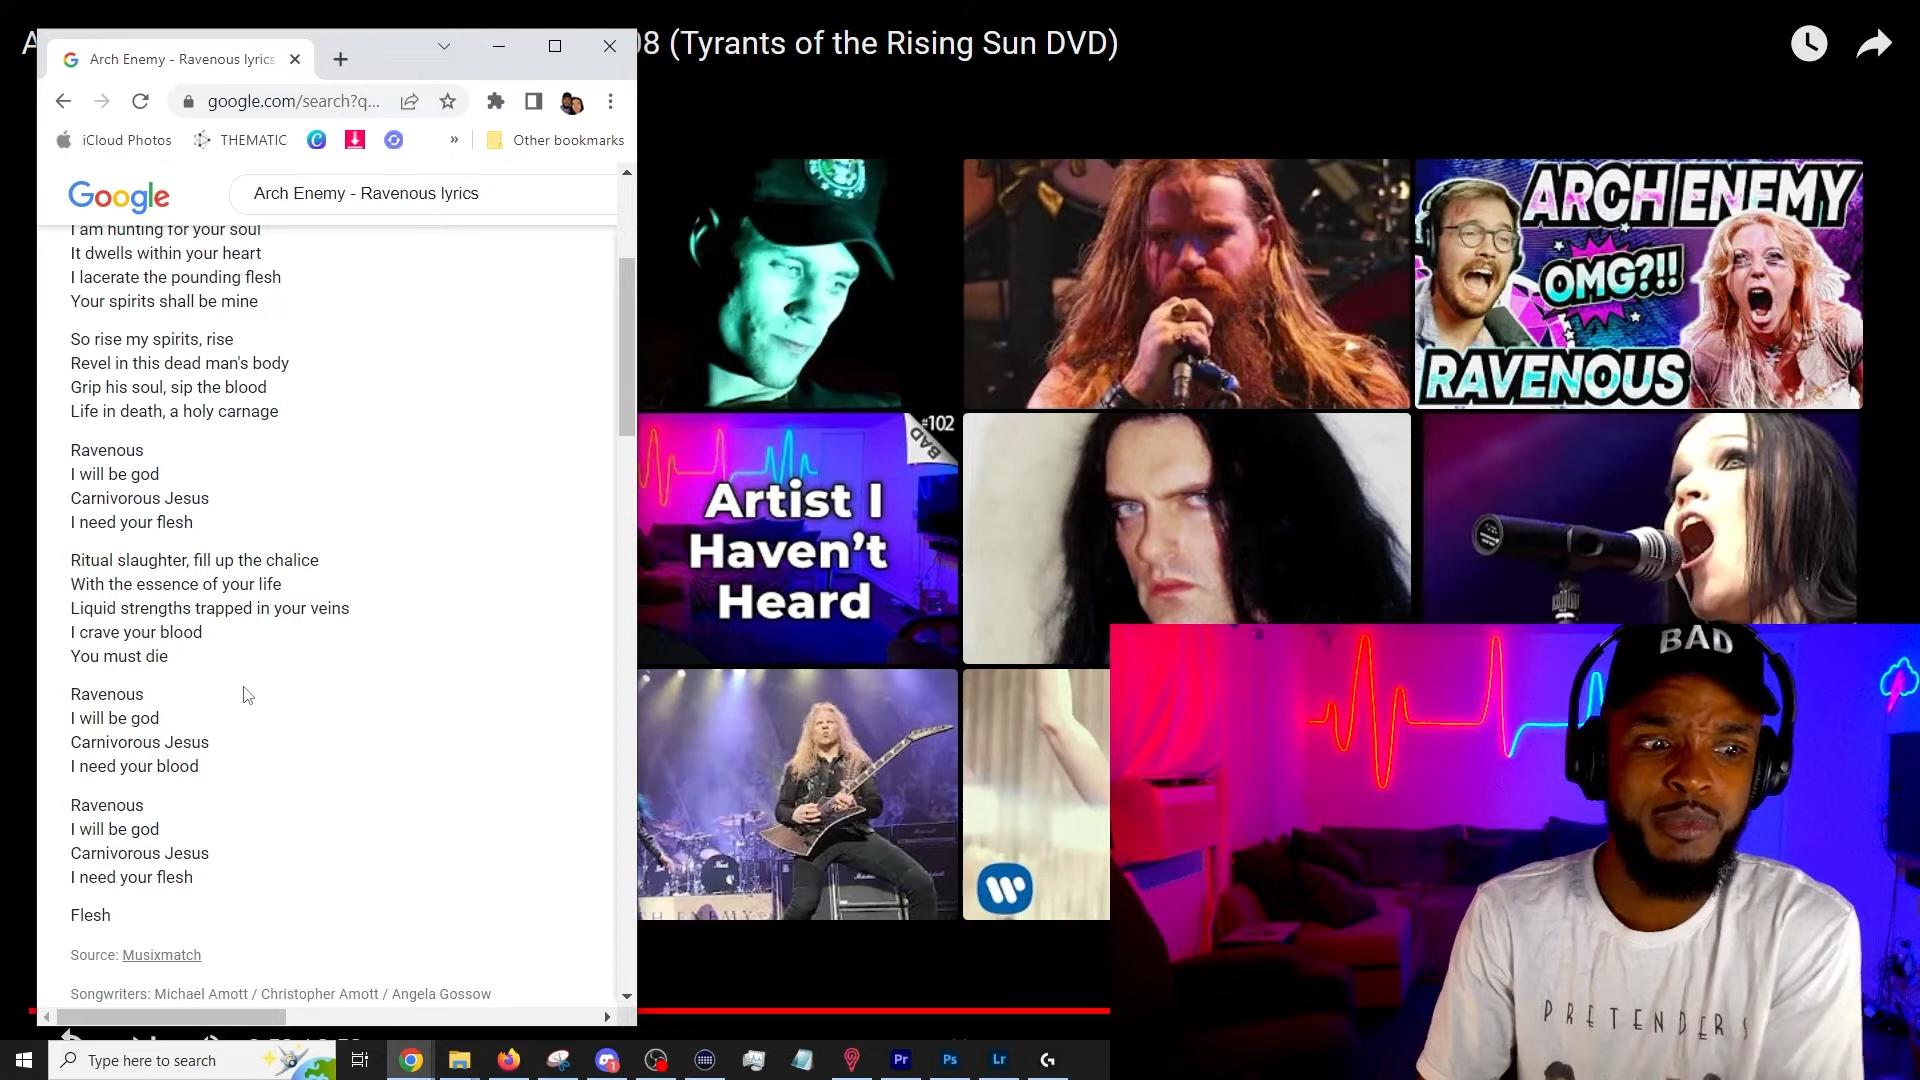 A
08 (Tyrants of the Rising Sun DVD)
Arch Enemy - Ravenous lyrics
google.com/search?q...
iCloud Photos
THEMATIC
»
Other bookmarks
Google
Arch Enemy - Ravenous lyrics
I am hunting for your soul
It dwells within your heart
I lacerate the pounding flesh
Your spirits shall be mine
So rise my spirits, rise
Revel in this dead man's body
Grip his soul, sip the blood
Life in death, a holy carnage
Ravenous
I will be god
Carnivorous Jesus
I need your flesh
Ritual slaughter, fill up the chalice
With the essence of your life
Liquid strengths trapped in your veins
I crave your blood
You must die
Ravenous
I will be god
Carnivorous Jesus
I need your blood
Ravenous
I will be god
Carnivorous Jesus
I need your flesh
Flesh
Source: Musixmatch
Songwriters: Michael Amott / Christopher Amott / Angela Gossow
ARCH ENEMY
OMG?!!
RAVENOUS
#102
BAD
Artist I
Haven't
Heard
CH ENEMY
BAD
PRETENDERS
Type here to search
Pr
Ps
Lr